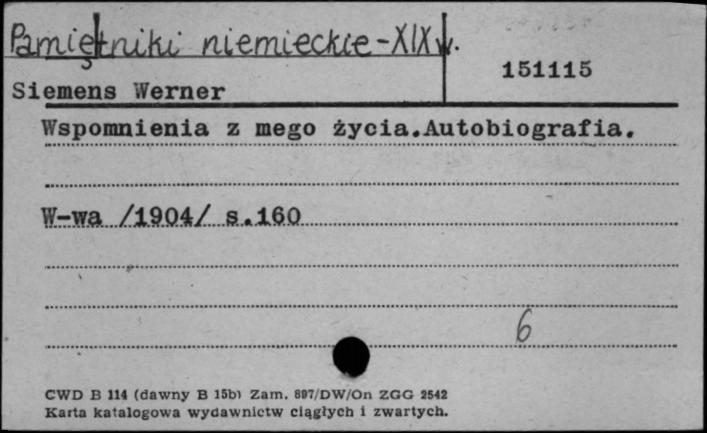 Pamiętniki niemieckie - XIX w.
151115
Siemens Werner
Wspomnienia z mego życia.Autobiografia.
W-wa /1904/ s.160
6
CWD B 114 (dawny B 15b) Zam. 897/DW/On ZGG 2542
Karta katalogowa wydawnictw ciągłych i zwartych.